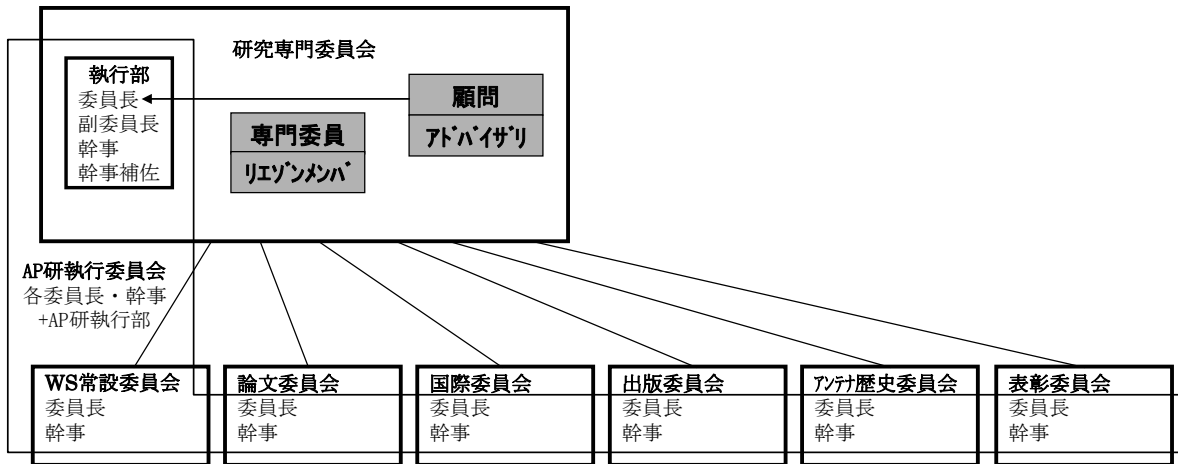 研究専門委員会
執行部
委員長
副委員長
幹事
幹事補佐
顧問
アドバイザリ
専門委員
リエゾンメンバ
AP研執行委員会
各委員長・幹事
+AP研執行部
WS常設委員会
委員長
幹事
論文委員会
委員長
幹事
国際委員会
委員長
幹事
出版委員会
委員長
幹事
アンテナ歴史委員会
委員長
幹事
表彰委員会
委員長
幹事